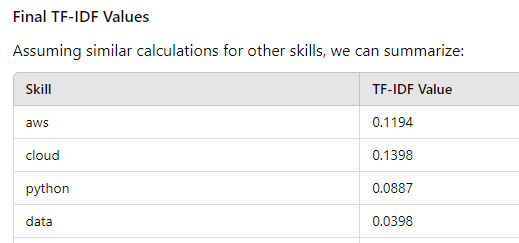 Final TF-IDF Values
Assuming similar calculations for other skills, we can summarize:
Skill TF-IDF Value
aws 0.1194
cloud 0.1398
python 0.0887
data 0.0398